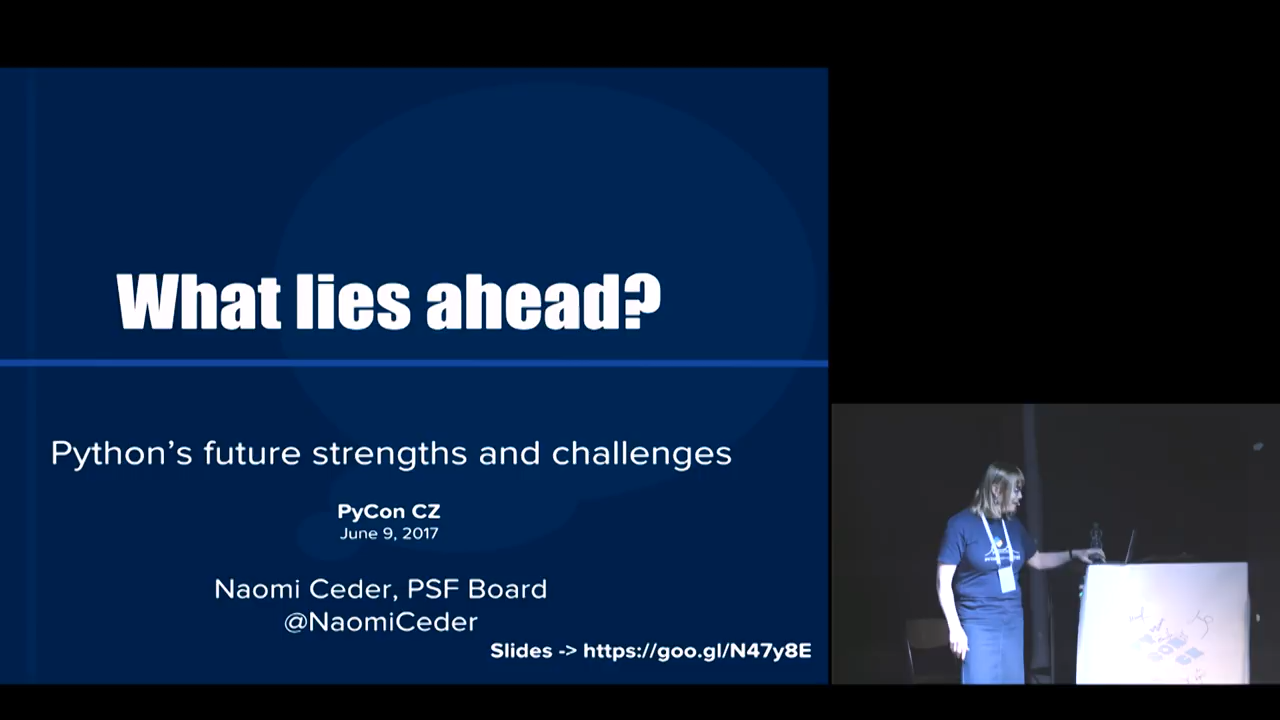 What lies ahead?
Python's future strengths and challenges
PyCon CZ
June 9, 2017
Naomi Ceder, PSF Board
@NaomiCeder
Slides -> https://goo.gl/N47y8E